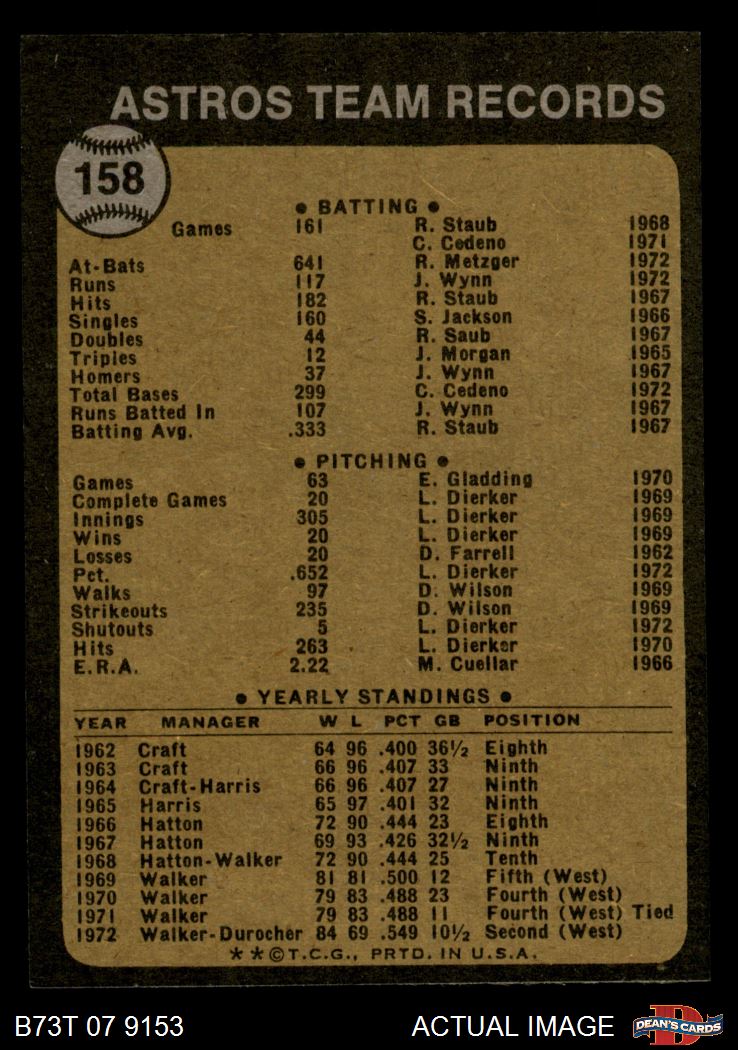 ASTROS TEAM RECORDS
158
● BATTING ●
Games 161 R. Staub 1968
C. Cedeno 1971
At-Bats 641 R. Metzger 1972
Runs 117 J. Wynn 1972
Hits 182 R. Staub 1967
Singles 160 S. Jackson 1966
Doubles 44 R. Saub 1967
Triples 12 J. Morgan 1965
Homers 37 J. Wynn 1967
Total Bases 299 C. Cedeno 1972
Runs Batted In 107 J. Wynn 1967
Batting Avg. .333 R. Staub 1967
● PITCHING ●
Games 63 E. Gladding 1970
Complete Games 20 L. Dierker 1969
Innings 305 L. Dierker 1969
Wins 20 L. Dierker 1969
Losses 20 D. Farrell 1962
Pct. .652 L. Dierker 1972
Walks 97 D. Wilson 1969
Strikeouts 235 D. Wilson 1969
Shutouts 5 L. Dierker 1972
Hits 263 L. Dierker 1970
E.R.A. 2.22 M. Cuellar 1966
● YEARLY STANDINGS ●
YEAR MANAGER W L PCT GB POSITION
1962 Craft 64 96 .400 36½ Eighth
1963 Craft 66 96 .407 33 Ninth
1964 Craft-Harris 66 96 .407 27 Ninth
1965 Harris 65 97 .401 32 Ninth
1966 Hatton 72 90 .444 23 Eighth
1967 Hatton 69 93 .426 32½ Ninth
1968 Hatton-Walker 72 90 .444 25 Tenth
1969 Walker 81 81 .500 12 Fifth (West)
1970 Walker 79 83 .488 23 Fourth (West)
1971 Walker 79 83 .488 11 Fourth (West) Tied
1972 Walker-Durocher 84 69 .549 10½ Second (West)
**©T.C.G., PRTD. IN U.S.A.
B73T 07 9153 ACTUAL IMAGE DEAN'S CARDS